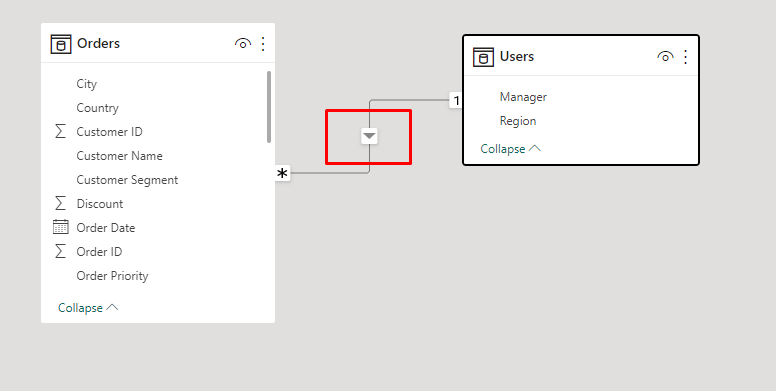 Orders
City
Country
Customer ID
Customer Name
Customer Segment
Discount
Order Date
Order ID
Order Priority
Collapse
*
1
Users
Manager
Region
Collapse